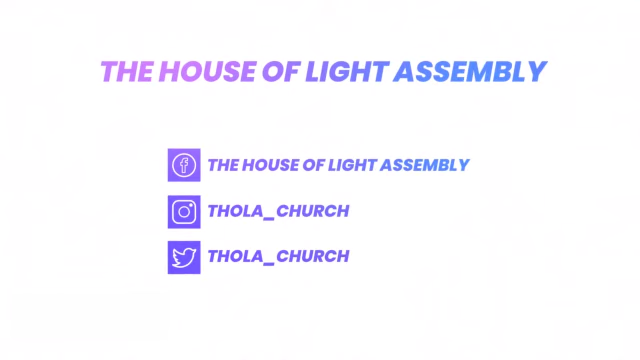 THE HOUSE OF LIGHT ASSEMBLY
THE HOUSE OF LIGHT ASSEMBLY
THOLA_CHURCH
THOLA_CHURCH